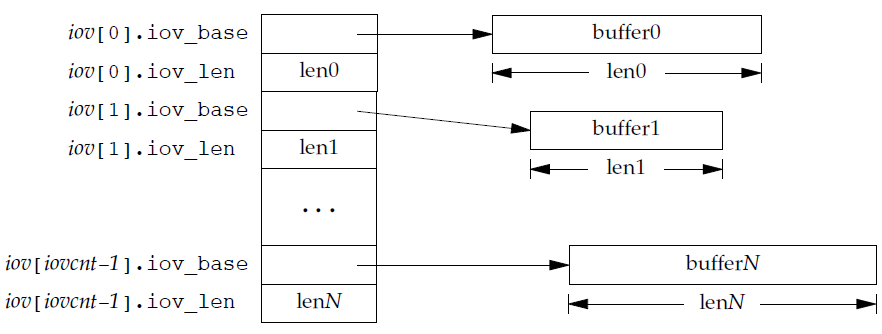 iov[0].iov_base buffer0
iov[0].iov_len len0 len0
iov[1].iov_base buffer1
iov[1].iov_len len1 len1
...
iov[iovcnt–1].iov_base bufferN
iov[iovcnt–1].iov_len lenN lenN